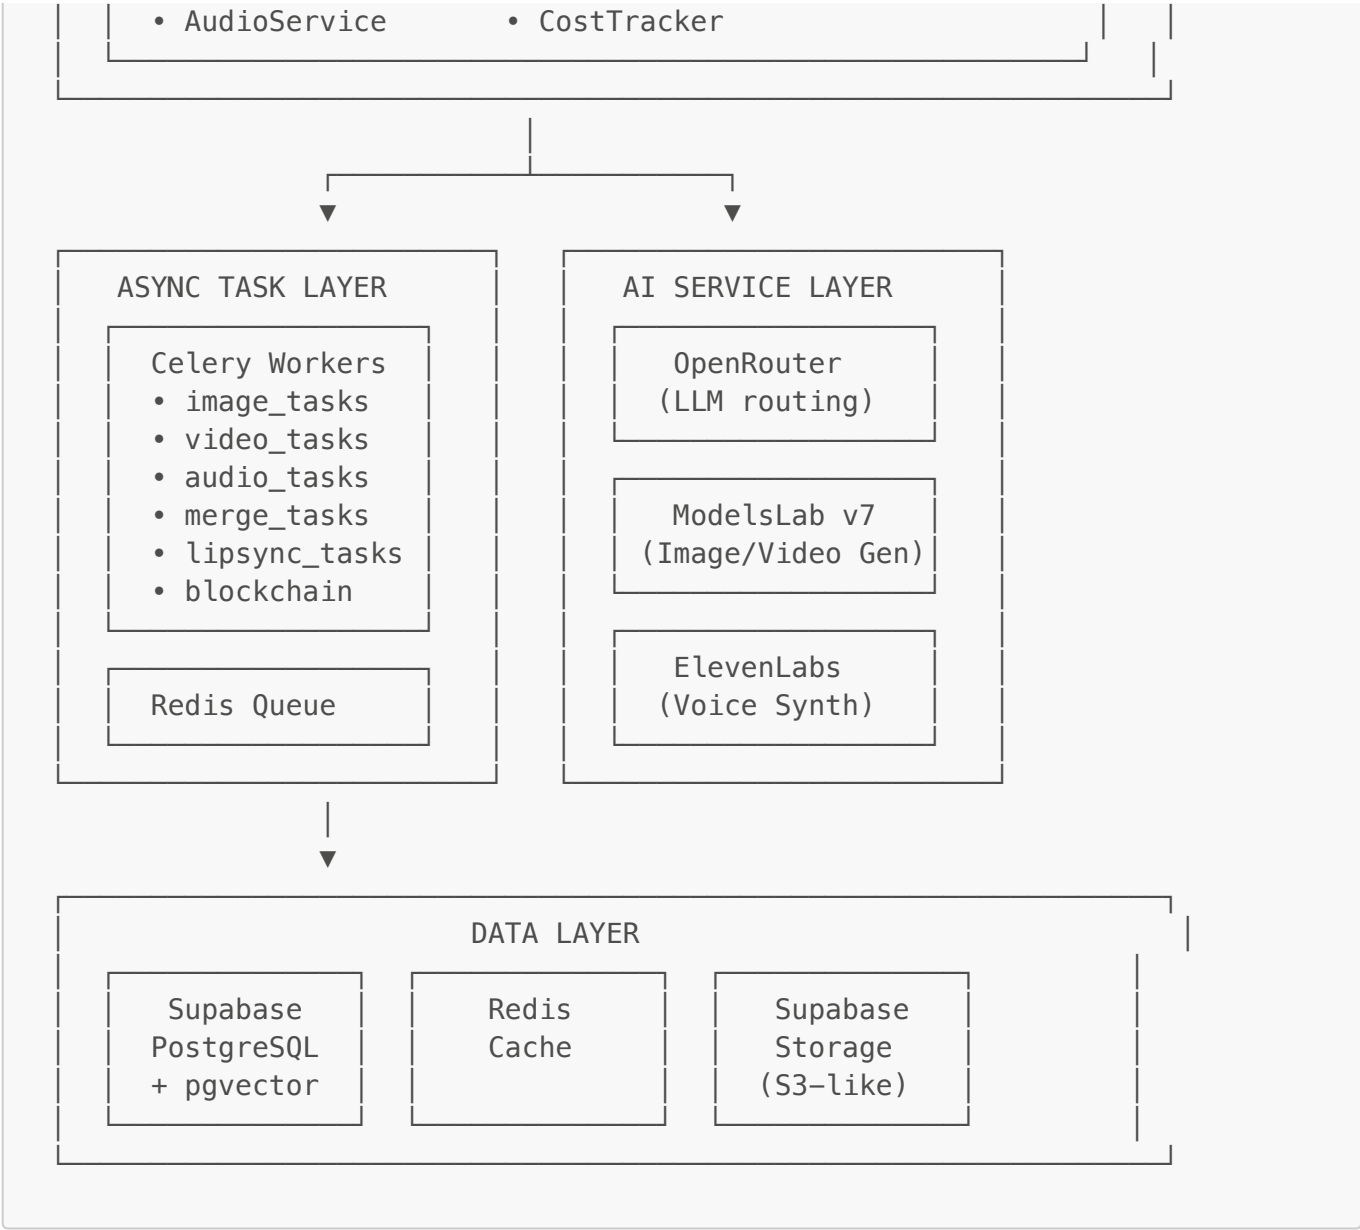 • AudioService • CostTracker
ASYNC TASK LAYER AI SERVICE LAYER
Celery Workers OpenRouter
• image_tasks (LLM routing)
• video_tasks
• audio_tasks
• merge_tasks ModelsLab v7
• lipsync_tasks (Image/Video Gen)
• blockchain
ElevenLabs
Redis Queue (Voice Synth)
DATA LAYER
Supabase Redis Supabase
PostgreSQL Cache Storage
+ pgvector (S3-like)